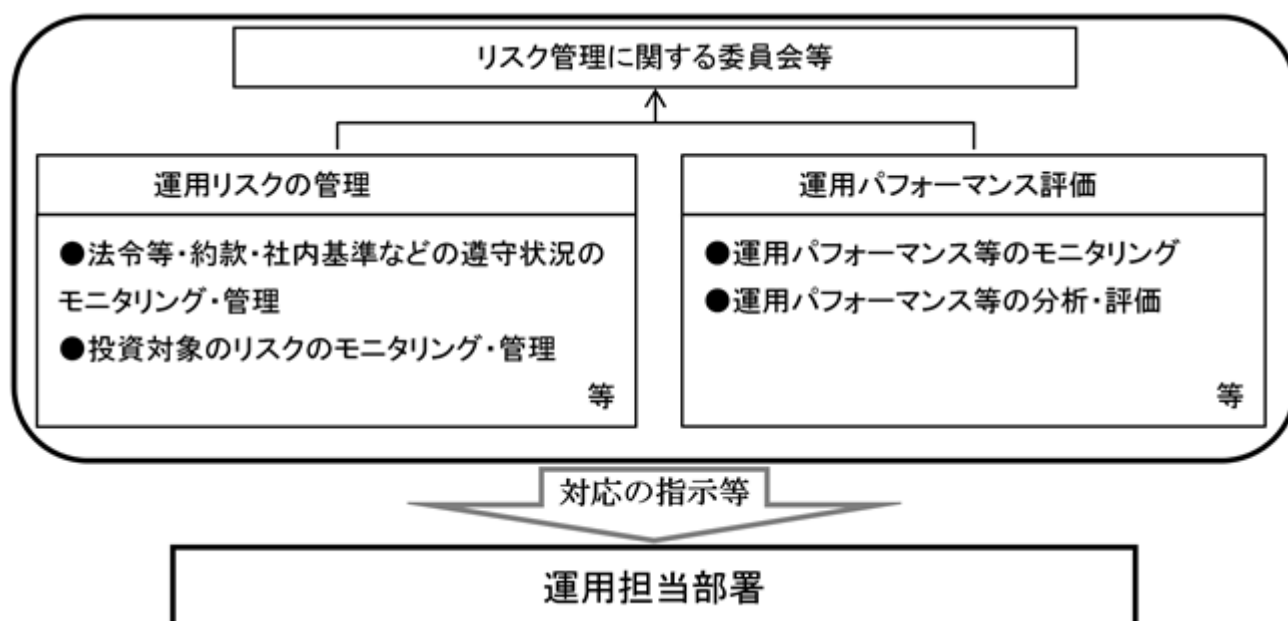 リスク管理に関する委員会等
運用リスクの管理
●法令等・約款・社内基準などの遵守状況の
モニタリング・管理
●投資対象のリスクのモニタリング・管理
等
運用パフォーマンス評価
●運用パフォーマンス等のモニタリング
●運用パフォーマンス等の分析・評価
等
対応の指示等
運用担当部署